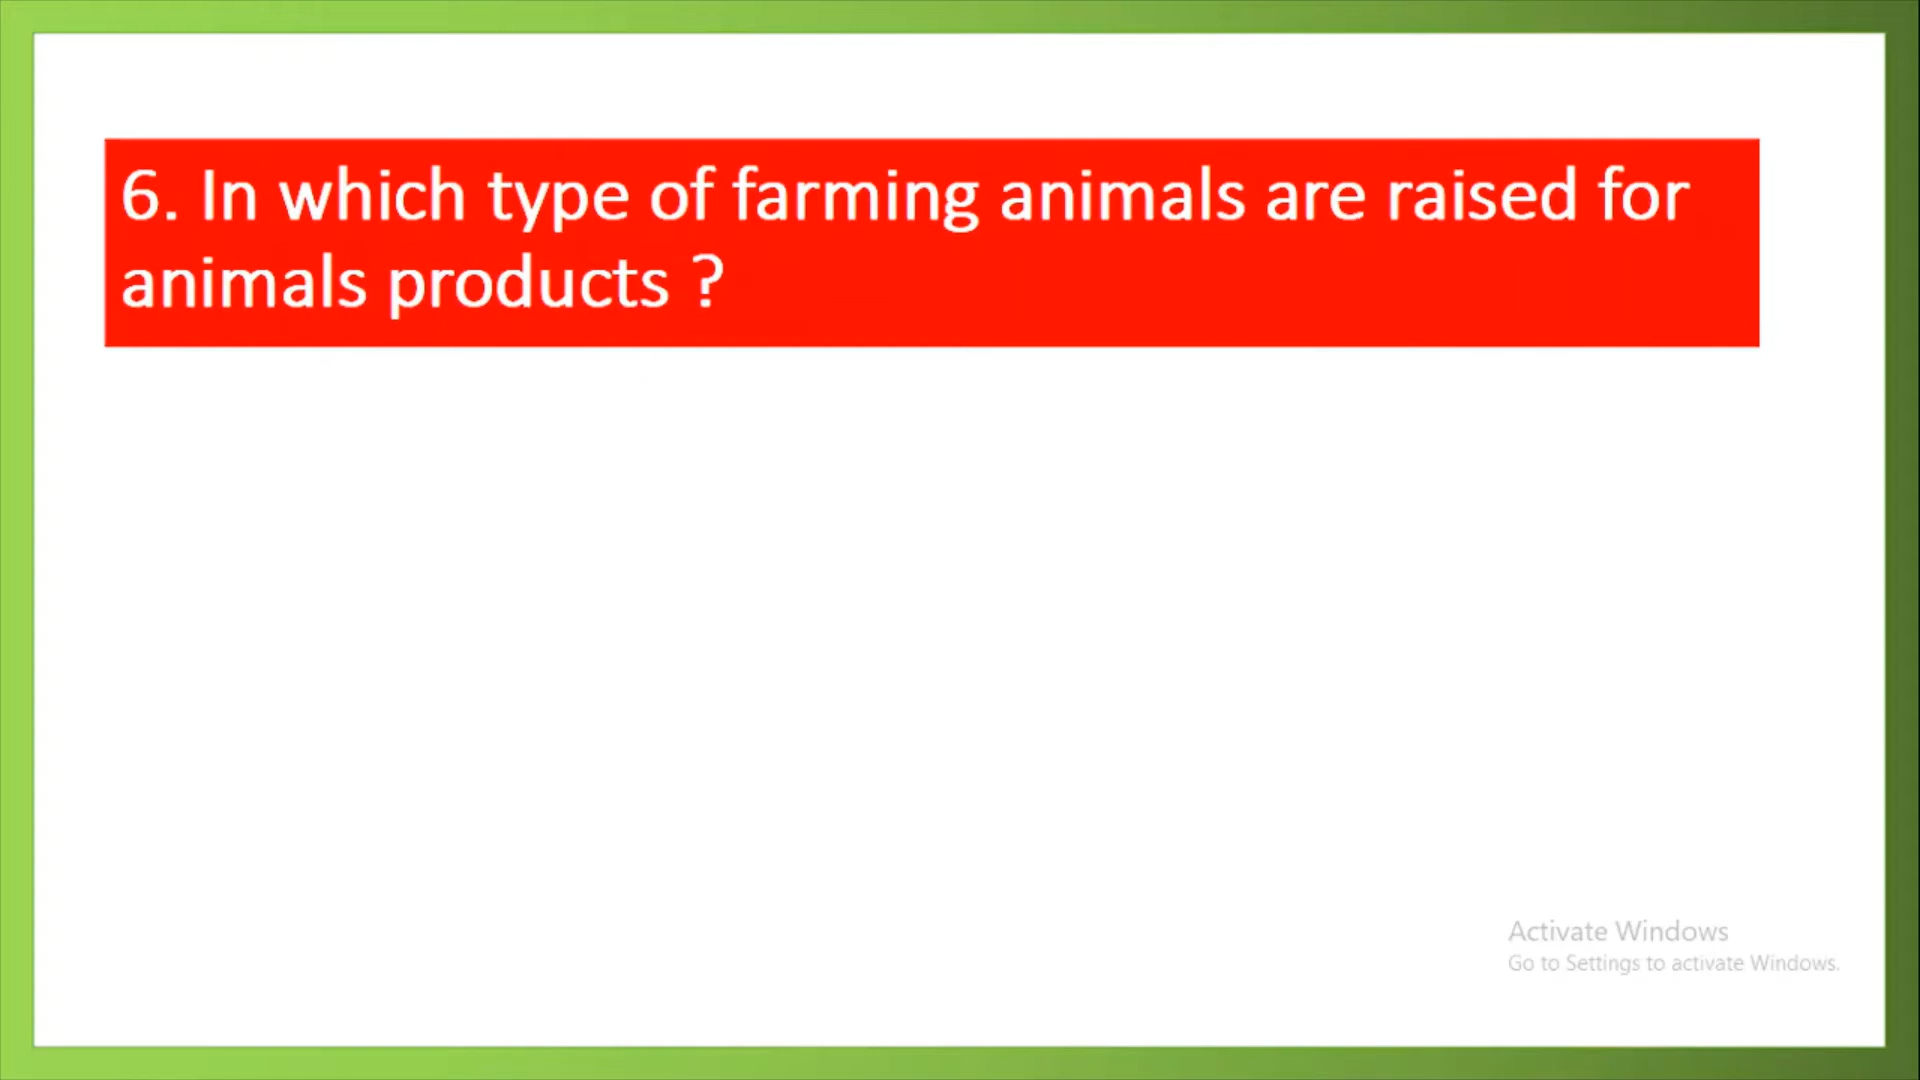 6. In which type of farming animals are raised for
animals products ?
Activate Windows
Go to Settings to activate Windows.